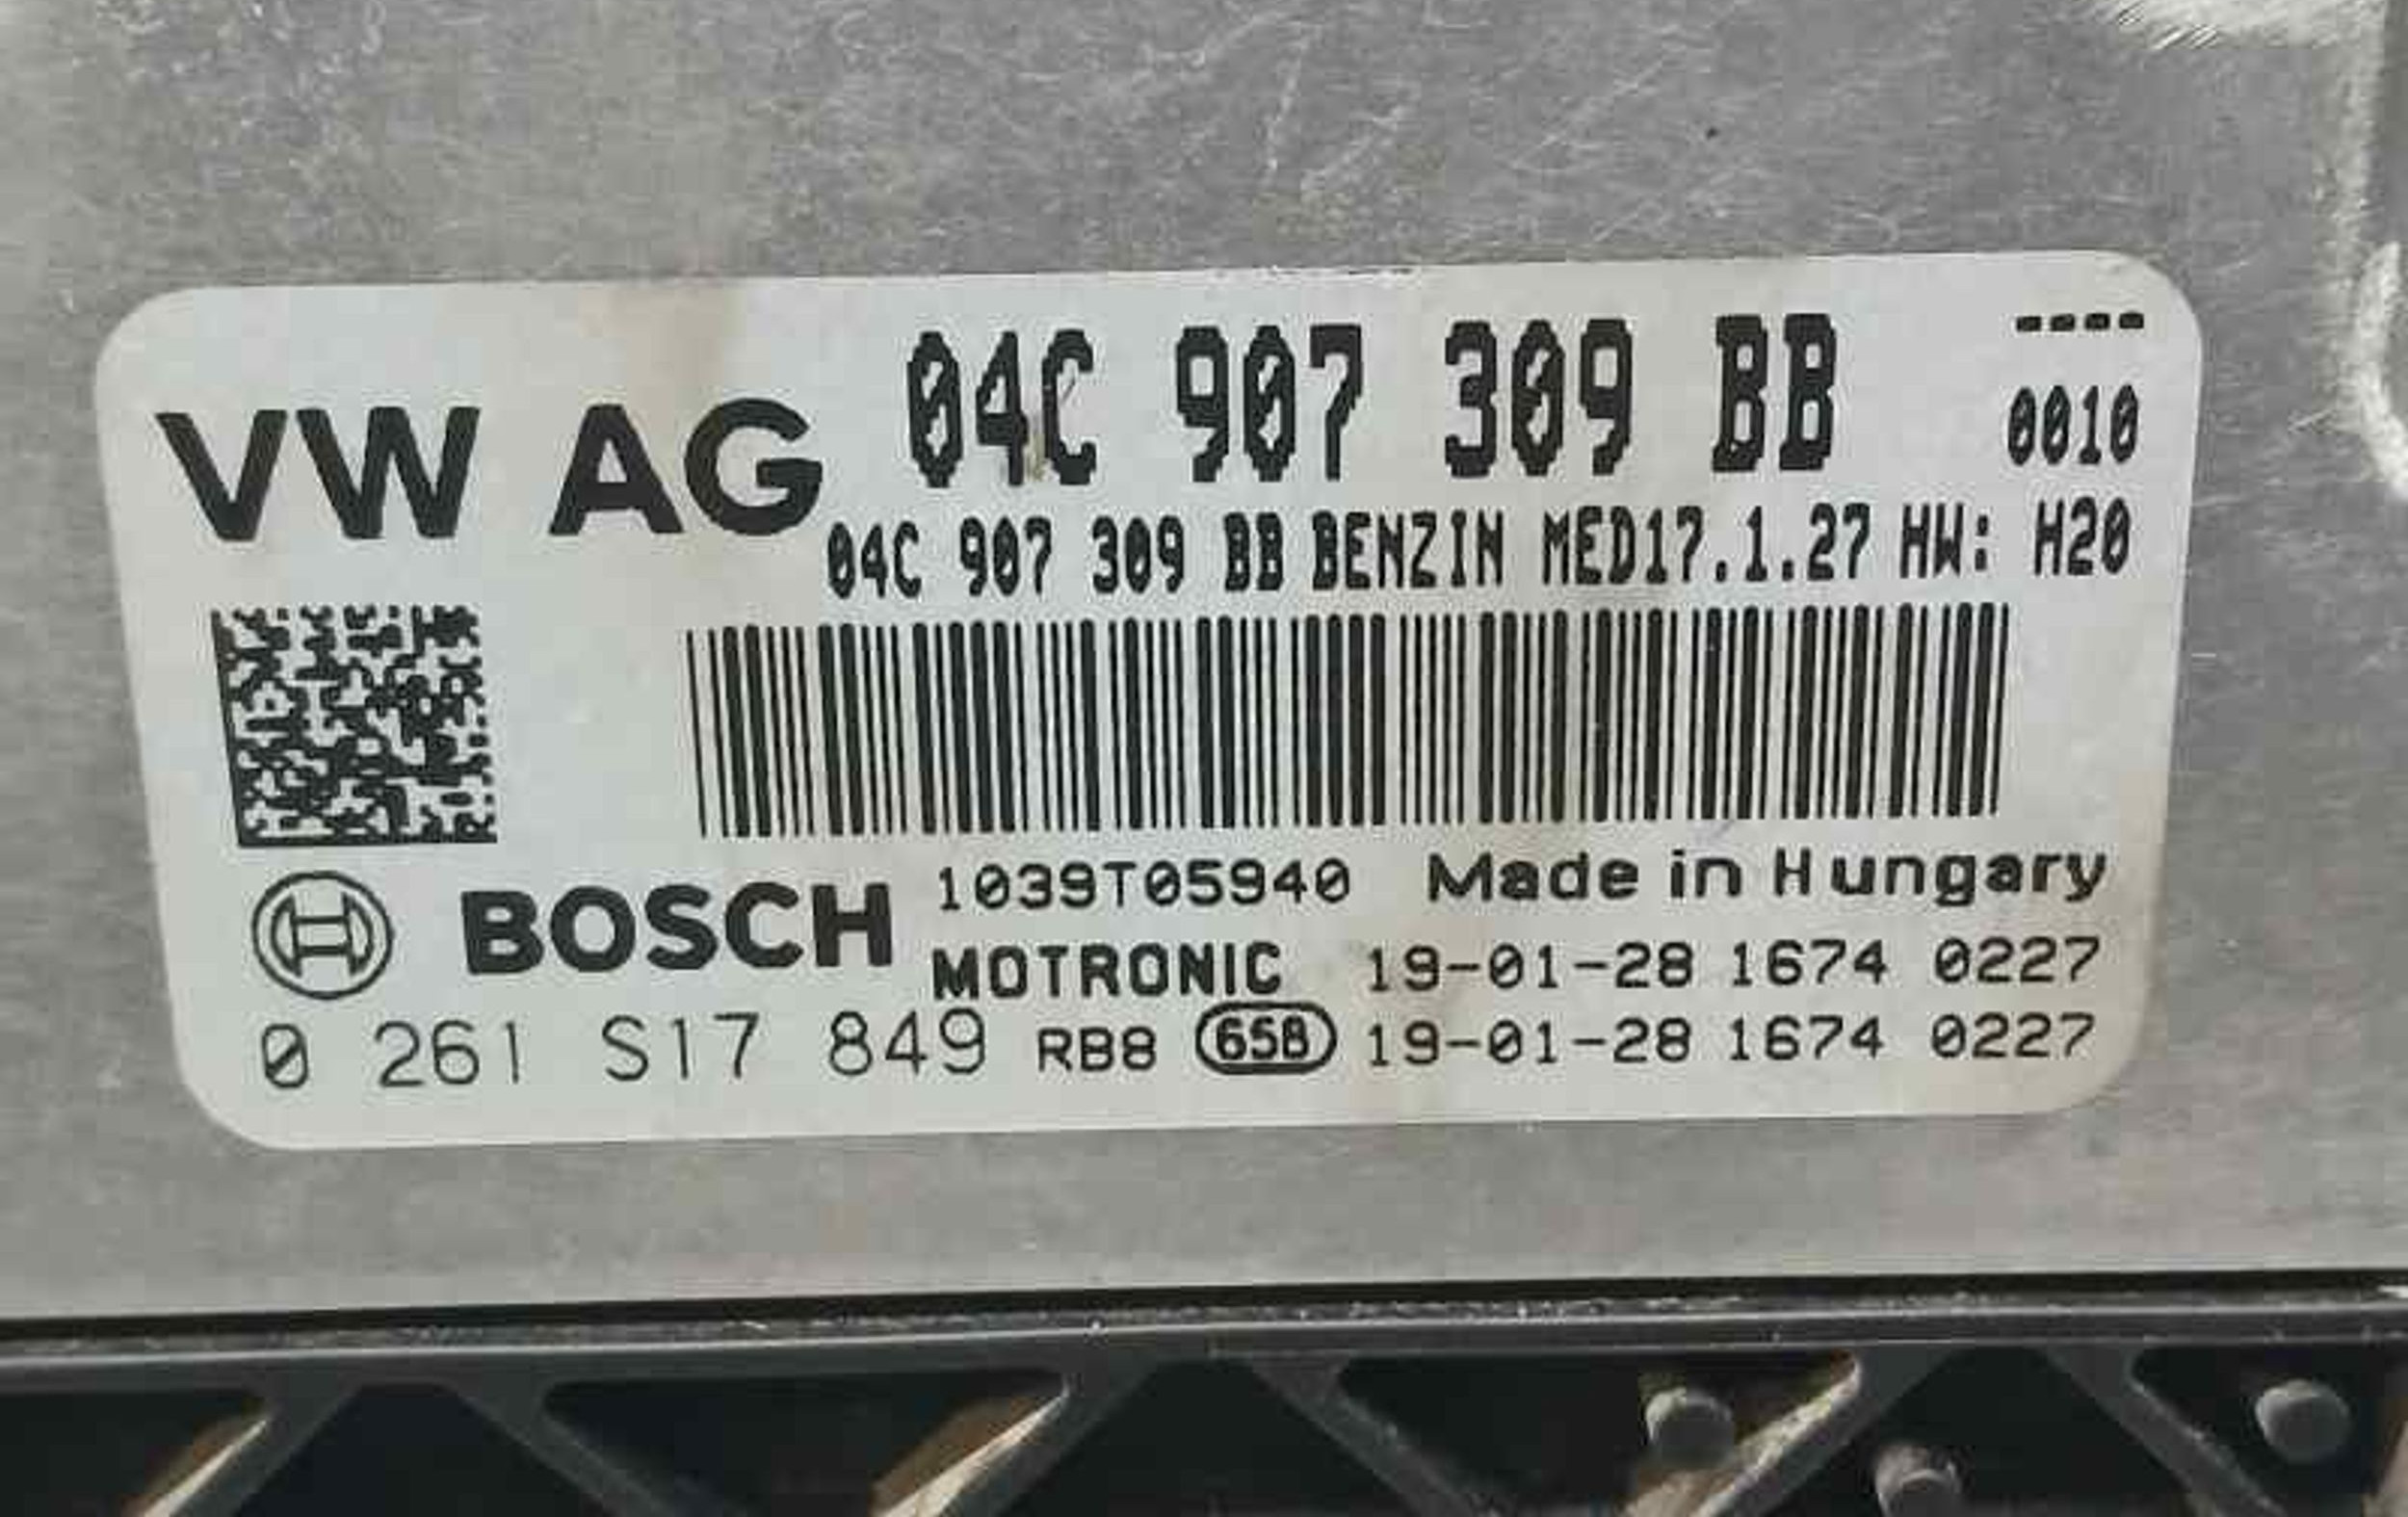 VW AG 04C 907 309 BB ----
0010
04C 907 309 BB BENZIN MED17.1.27 HW: H20
BOSCH 1039T05940 Made in Hungary
MOTRONIC 19-01-28 1674 0227
0 261 S17 849 RB8 65B 19-01-28 1674 0227